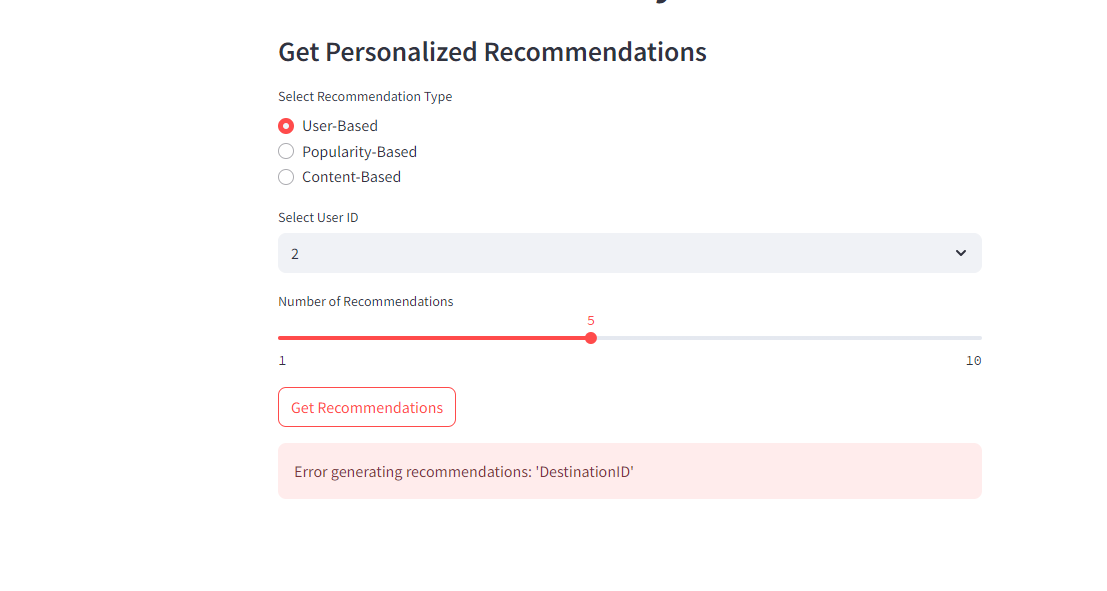 Get Personalized Recommendations
Select Recommendation Type
User-Based
Popularity-Based
Content-Based
Select User ID
2
Number of Recommendations
5
1 10
Get Recommendations
Error generating recommendations: 'DestinationID'